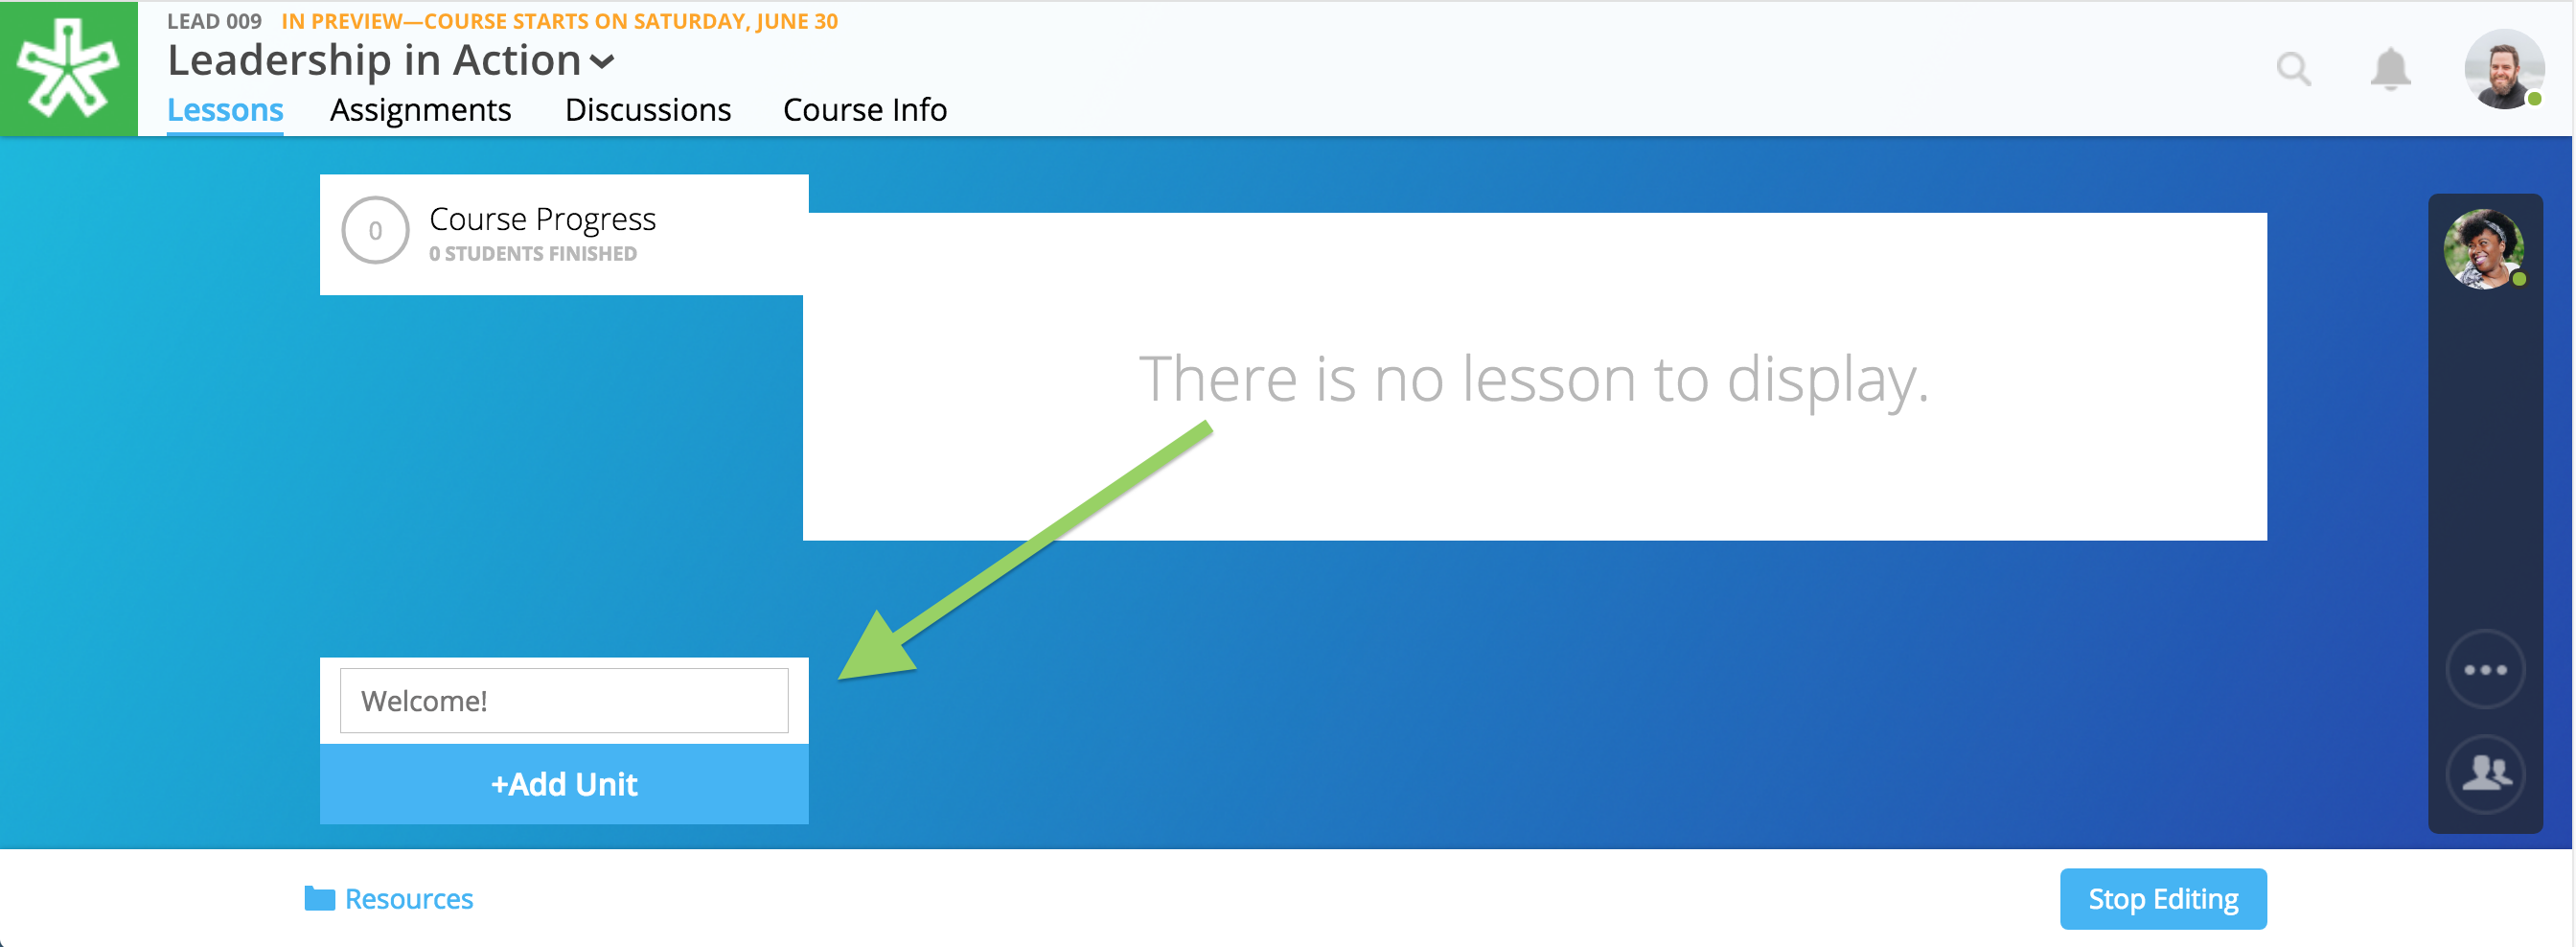 LEAD 009 IN PREVIEW—COURSE STARTS ON SATURDAY, JUNE 30
Leadership in Action
Lessons Assignments Discussions Course Info
0
Course Progress
0 STUDENTS FINISHED
There is no lesson to display.
Welcome!
+Add Unit
Resources
Stop Editing